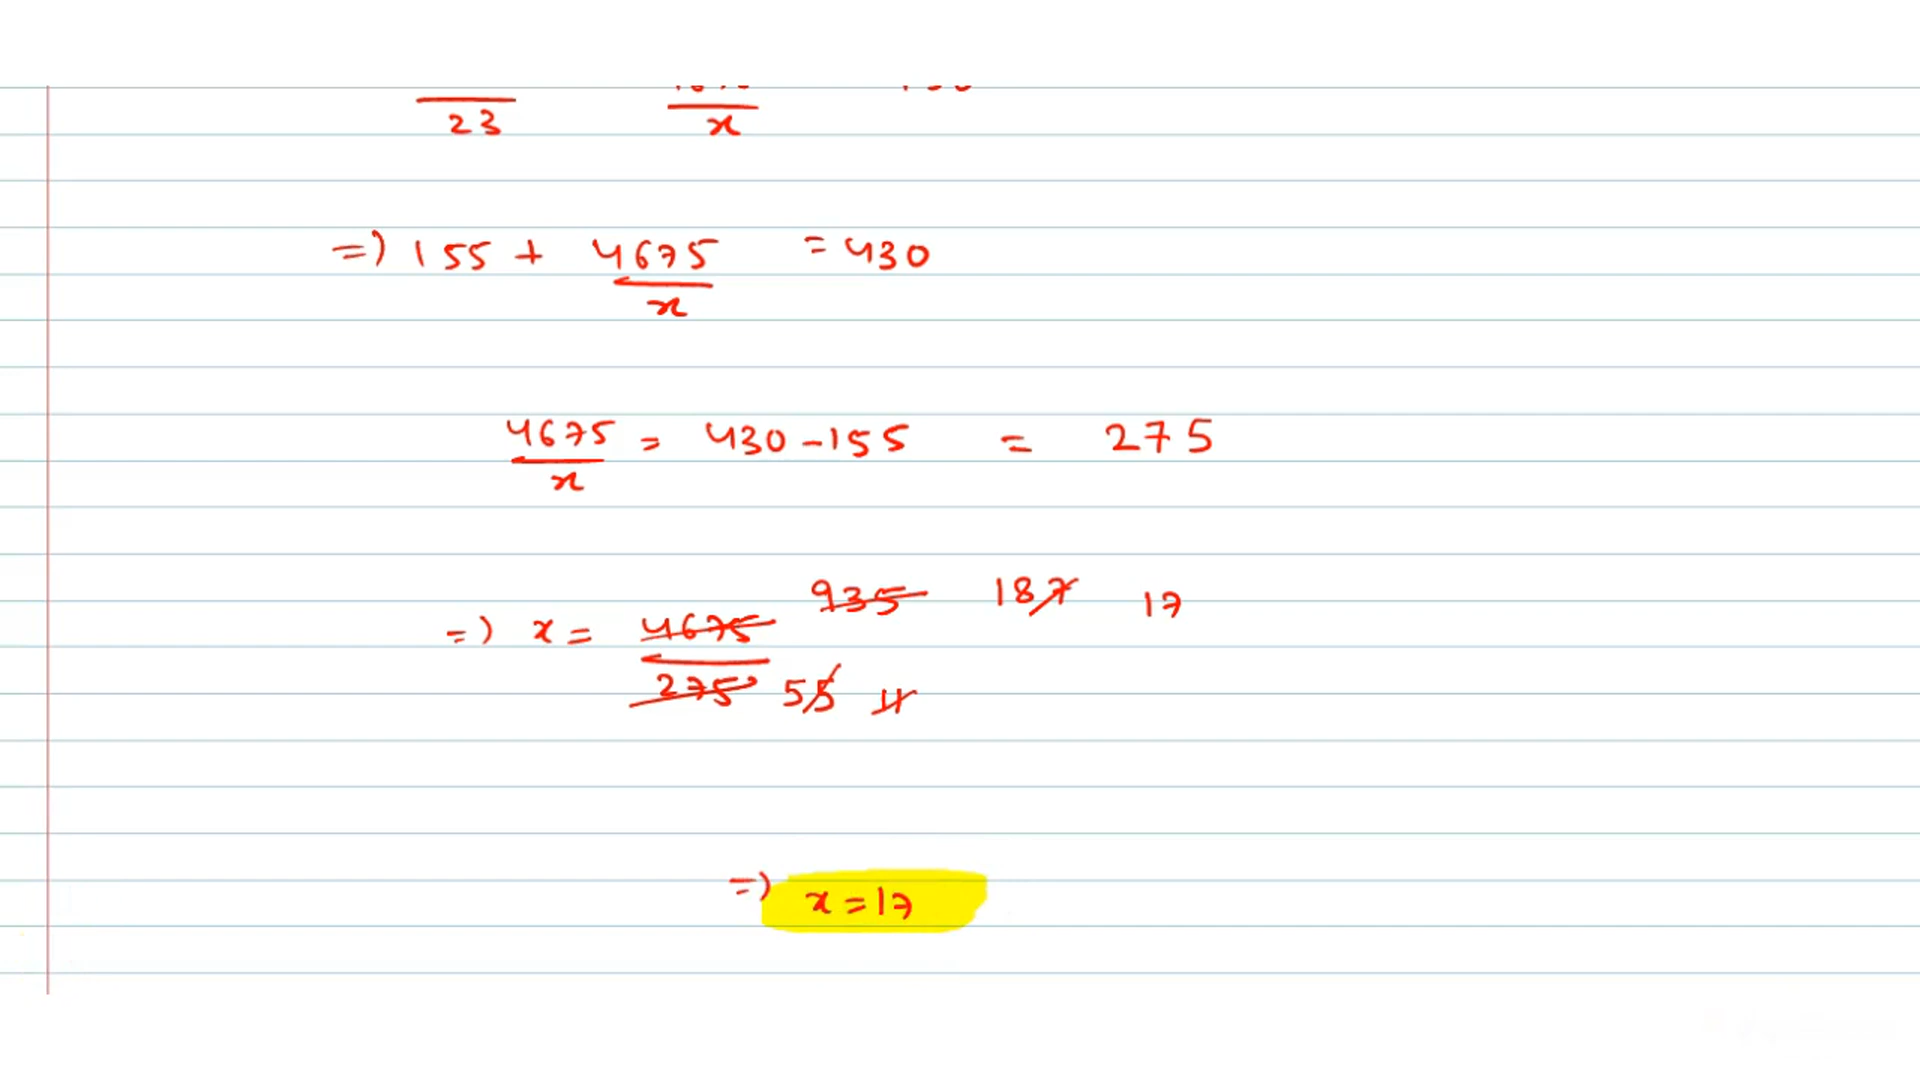 23 x
=) 155 + 4675 = 430
x
4675 = 430 - 155 = 275
x
=) x = 4675 935 187 17
275 55 11
=) x = 17